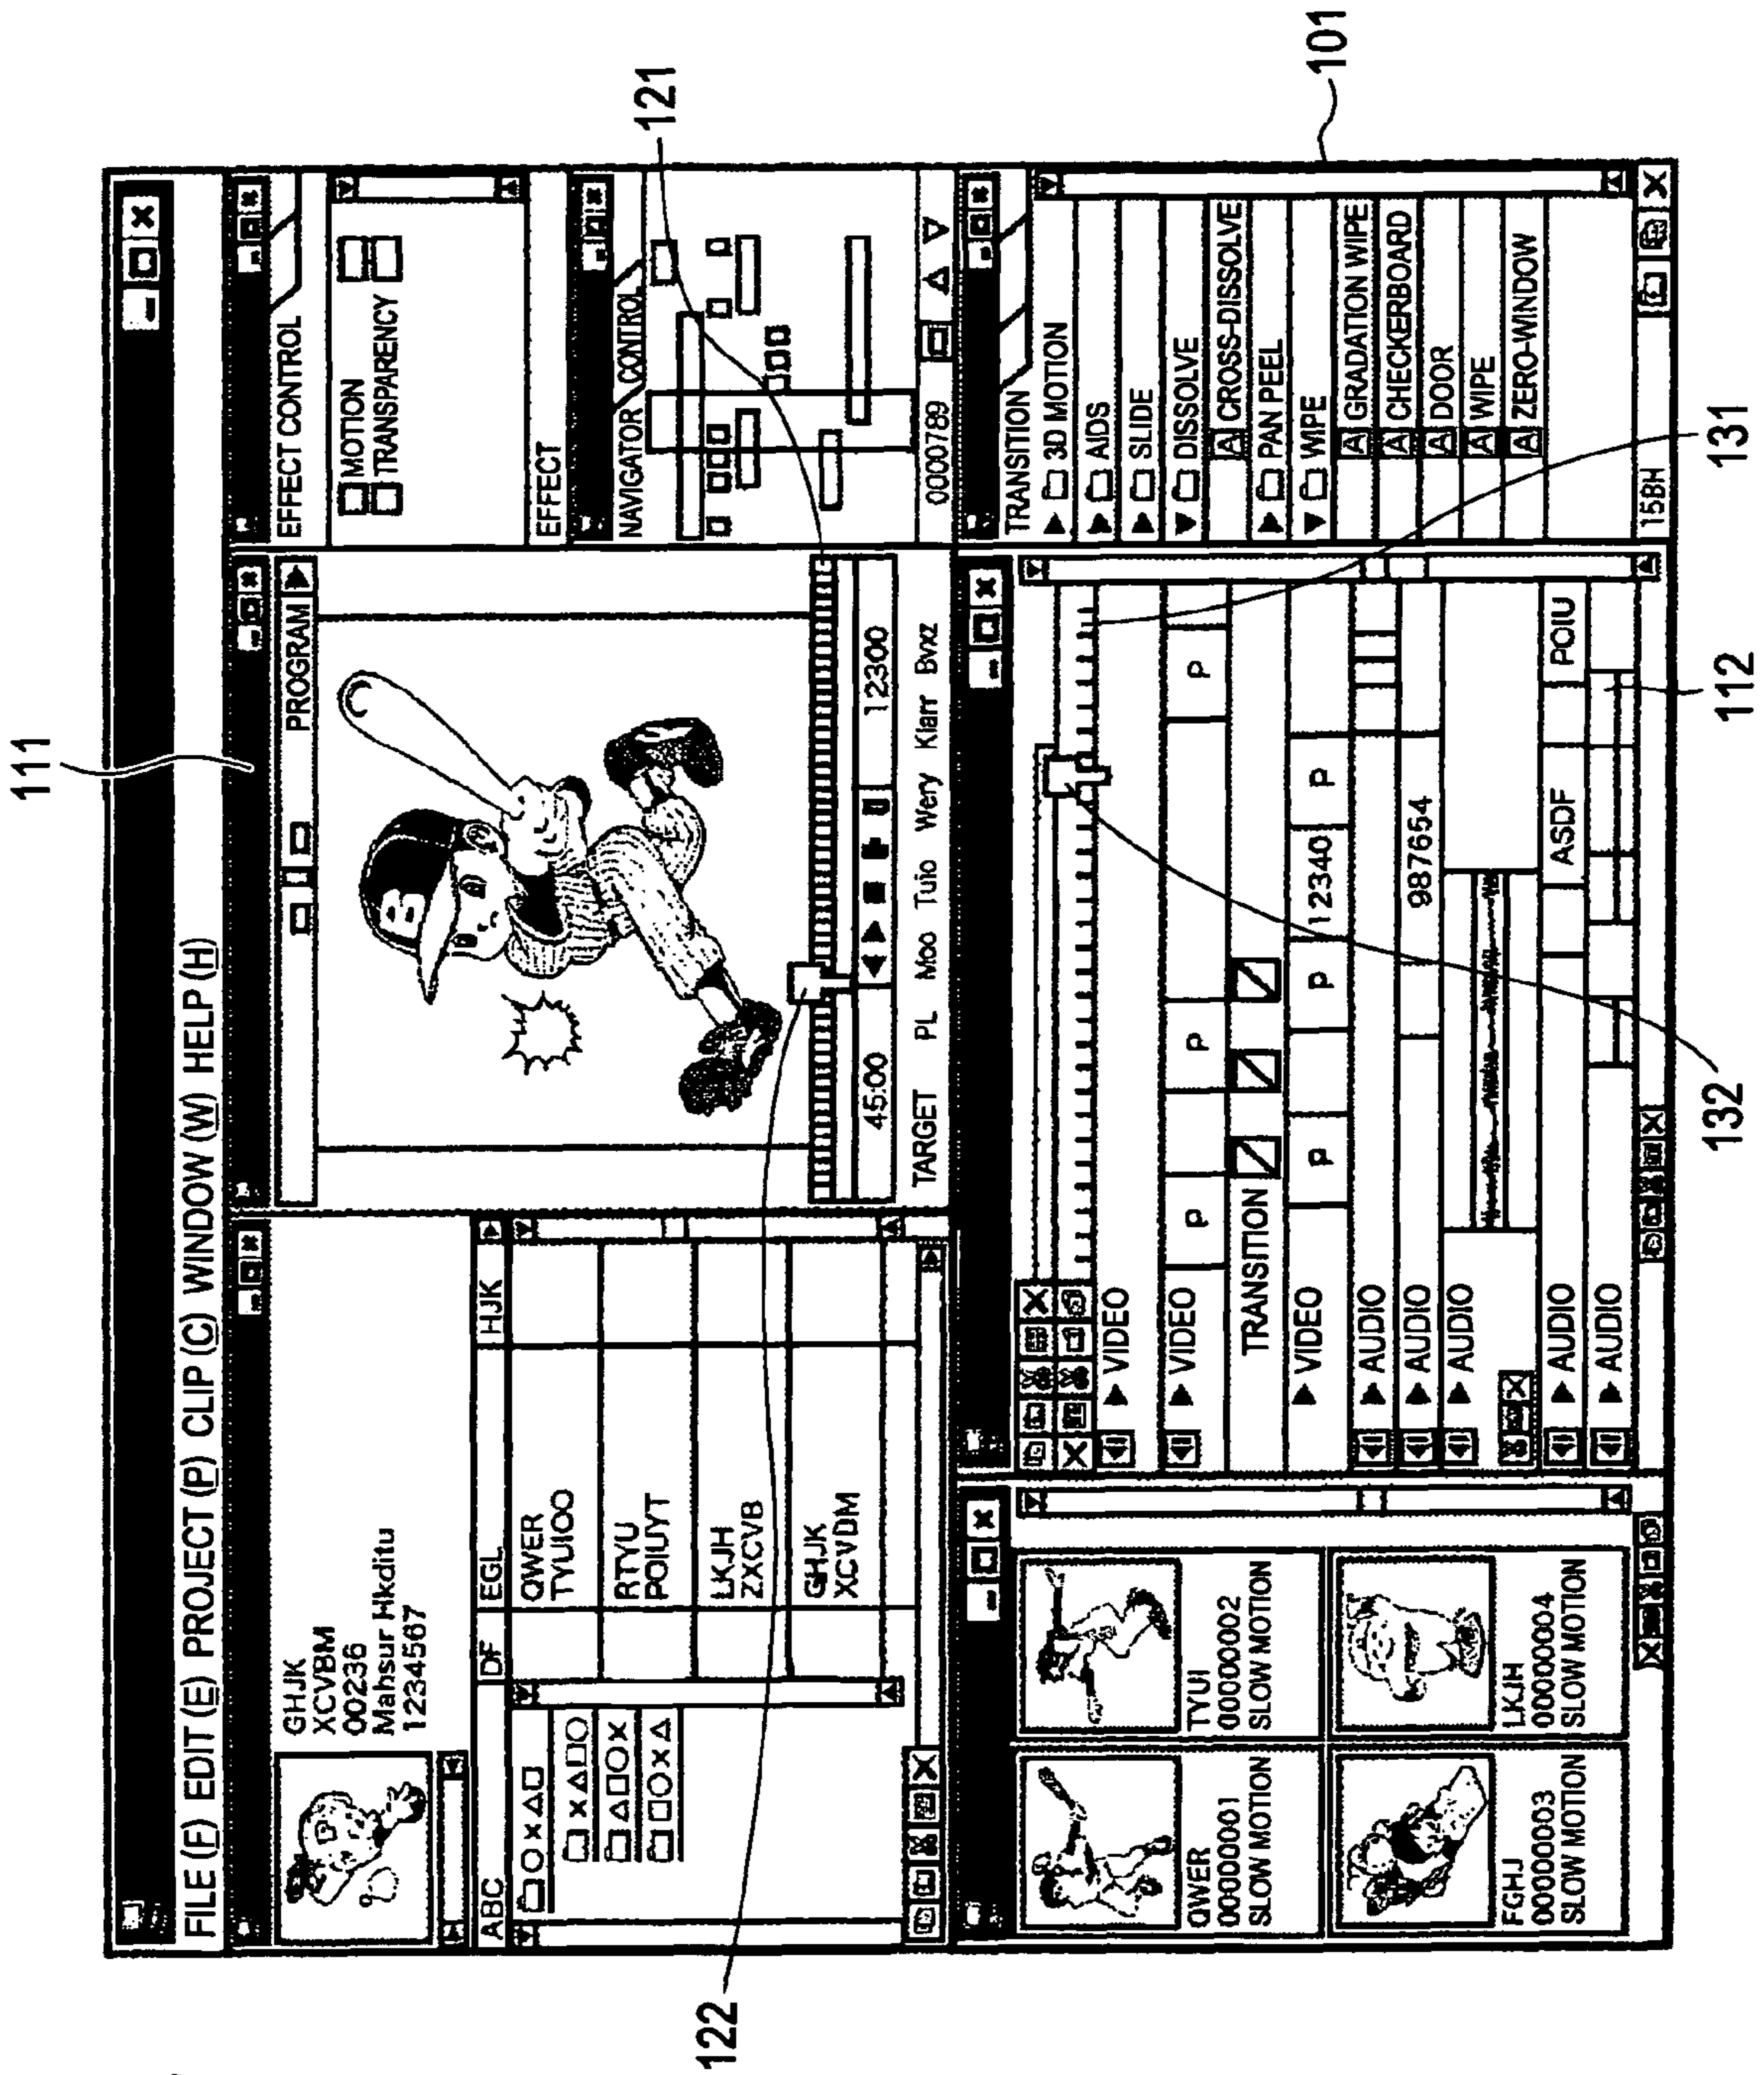 111
FILE (F) EDIT (E) PROJECT (P) CLIP (C) WINDOW (W) HELP (H)
GHJK
XCVBM
00236
Mahsur Hkditu
1234567
ABC
DF
EGL
HJK
QWER
TYUIOO
RTYU
POIUYT
LKJH
ZXCVB
GHJK
XCVDM
122
PROGRAM
B
45:00
12300
TARGET PL Moo Tuio Wery Klarr Bvxz
EFFECT CONTROL
MOTION
TRANSPARENCY
EFFECT
NAVIGATOR CONTROL
0000789
121
QWER
00000001
SLOW MOTION
TYUI
00000002
SLOW MOTION
FGHJ
00000003
SLOW MOTION
LKJH
00000004
SLOW MOTION
VIDEO
VIDEO
P
P
P
TRANSITION
VIDEO
P
P
12340
P
AUDIO
AUDIO
987654
AUDIO
AUDIO
ASDF
POIU
AUDIO
TRANSITION
3D MOTION
AIDS
SLIDE
DISSOLVE
A CROSS-DISSOLVE
PAN PEEL
WIPE
A GRADATION WIPE
A CHECKERBOARD
A DOOR
A WIPE
A ZERO-WINDOW
15BH
101
132
112
131